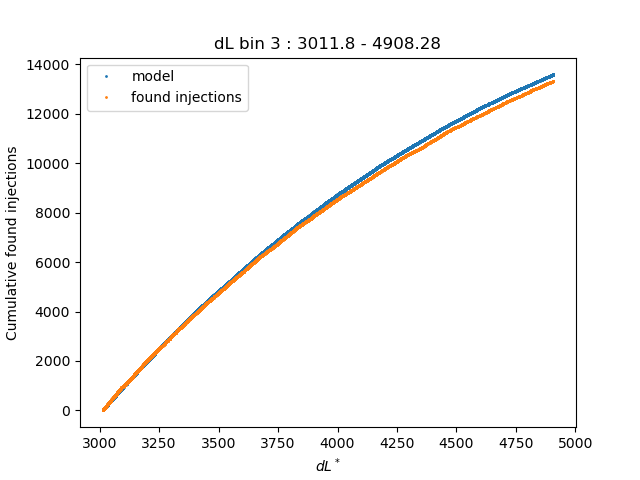 dL bin 3 : 3011.8 - 4908.28
model
found injections
Cumulative found injections
14000
12000
10000
8000
6000
4000
2000
0
3000 3250 3500 3750 4000 4250 4500 4750 5000
dL*